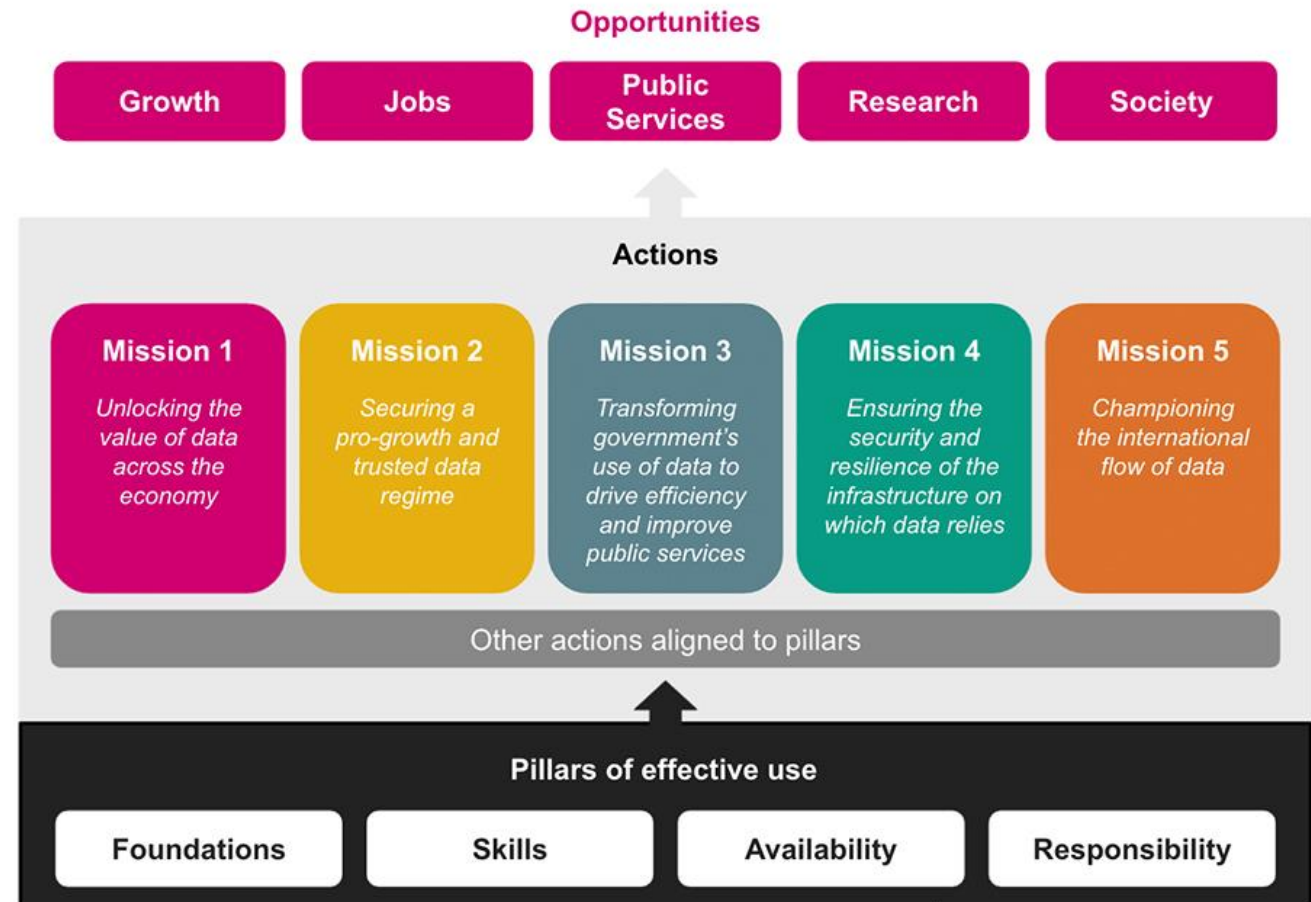 Opportunities
Growth
Jobs
Public
Services
Research
Society
Actions
Mission 1
Unlocking the
value of data
across the
economy
Mission 2
Securing a
pro-growth and
trusted data
regime
Mission 3
Transforming
government's
use of data to
drive efficiency
and improve
public services
Mission 4
Ensuring the
security and
resilience of the
infrastructure on
which data relies
Mission 5
Championing
the international
flow of data
Other actions aligned to pillars
Pillars of effective use
Foundations
Skills
Availability
Responsibility